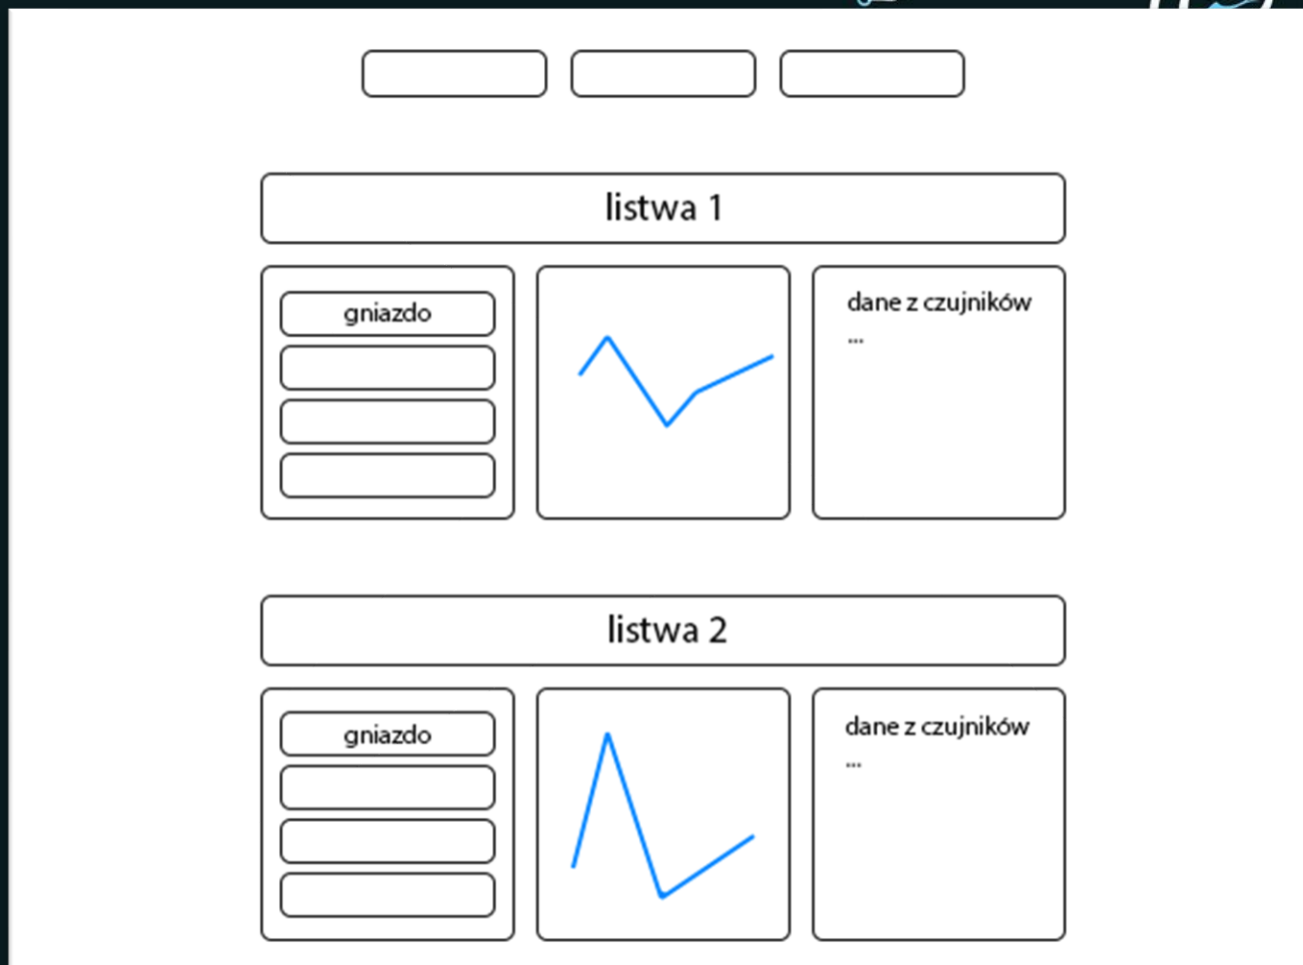 listwa 1
gniazdo
dane z czujników
...
listwa 2
gniazdo
dane z czujników
...